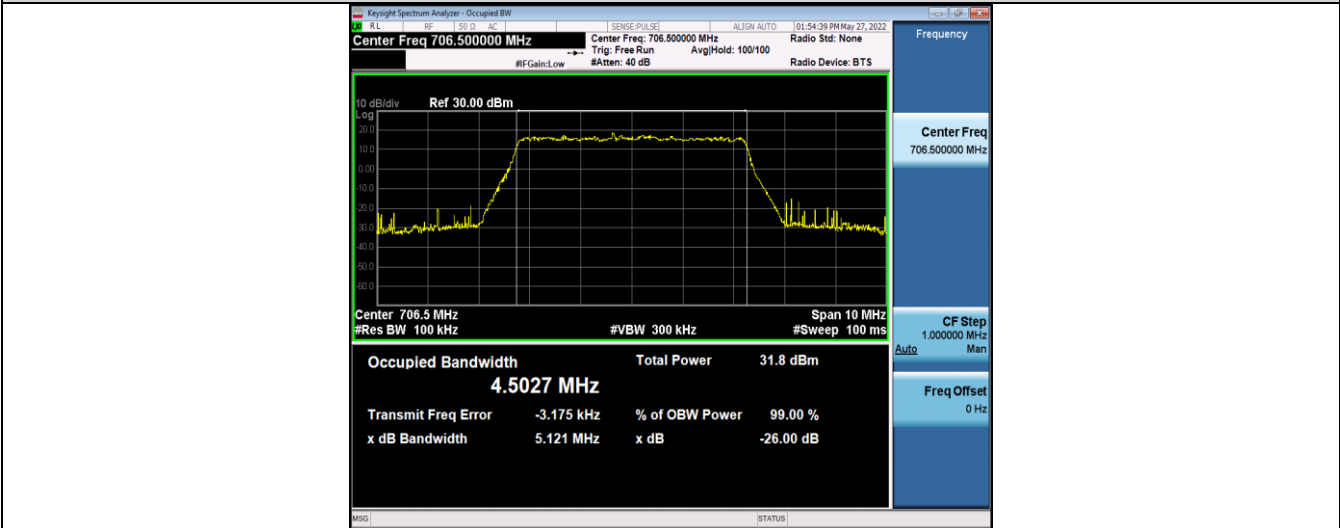 Keysight Spectrum Analyzer - Occupied BW
RL RF 50 Ω AC SENSE:PULSE ALIGN AUTO 01:54:39 PM May 27, 2022
Center Freq 706.500000 MHz
Center Freq: 706.500000 MHz Radio Std: None
Trig: Free Run Avg|Hold: 100/100
#IFGain:Low #Atten: 40 dB Radio Device: BTS
10 dB/div Ref 30.00 dBm
Log
20.0
10.0
0.00
-10.0
-20.0
-30.0
-40.0
-50.0
-60.0
Center 706.5 MHz Span 10 MHz
#Res BW 100 kHz #VBW 300 kHz #Sweep 100 ms
Occupied Bandwidth Total Power 31.8 dBm
4.5027 MHz
Transmit Freq Error -3.175 kHz % of OBW Power 99.00 %
x dB Bandwidth 5.121 MHz x dB -26.00 dB
MSG STATUS
Frequency
Center Freq
706.500000 MHz
CF Step
1.000000 MHz
Auto Man
Freq Offset
0 Hz